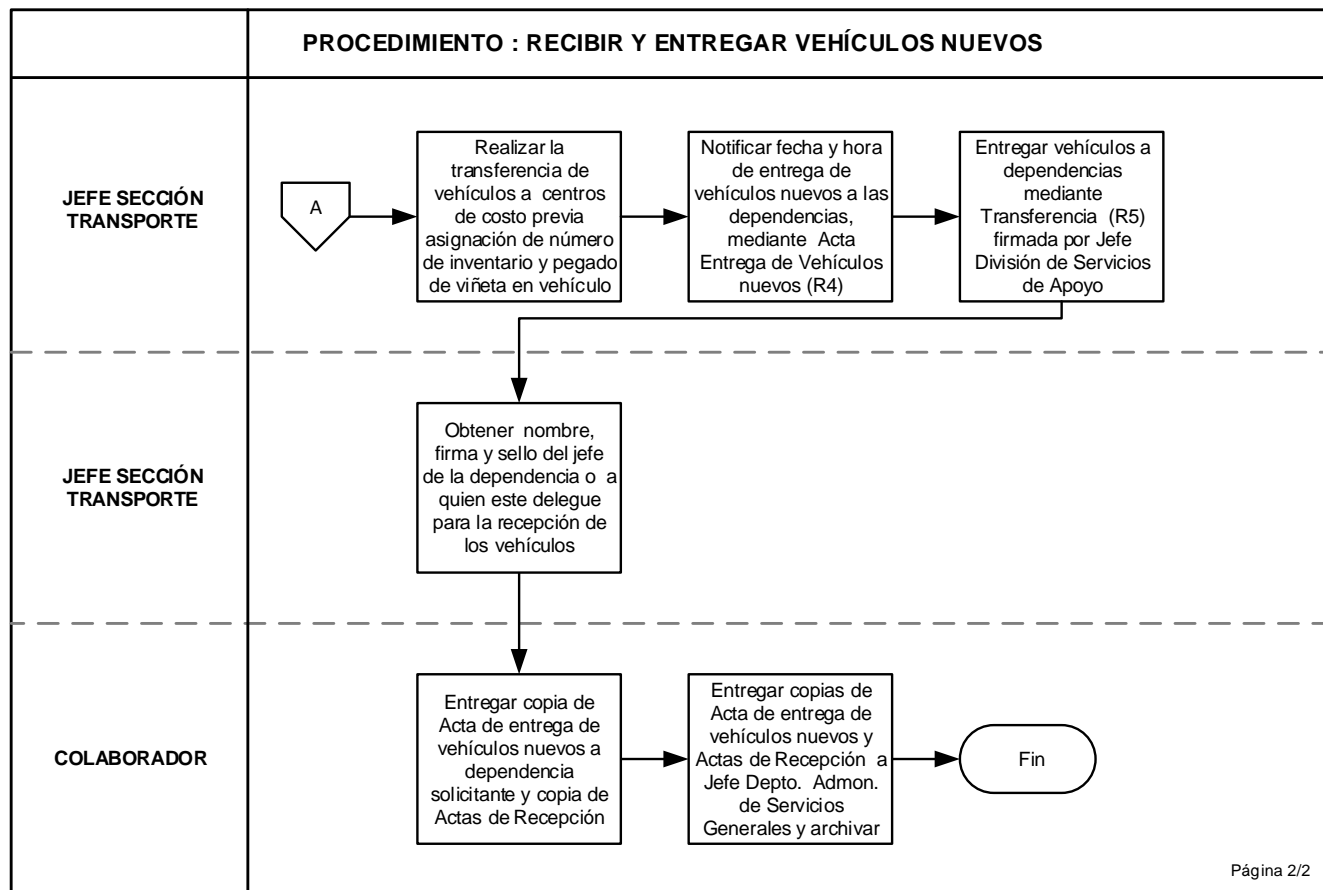 PROCEDIMIENTO : RECIBIR Y ENTREGAR VEHÍCULOS NUEVOS
JEFE SECCIÓN
TRANSPORTE
A
Realizar la
transferencia de
vehículos a centros
de costo previa
asignación de número
de inventario y pegado
de viñeta en vehículo
Notificar fecha y hora
de entrega de
vehículos nuevos a las
dependencias,
mediante Acta
Entrega de Vehículos
nuevos (R4)
Entregar vehículos a
dependencias
mediante
Transferencia (R5)
firmada por Jefe
División de Servicios
de Apoyo
JEFE SECCIÓN
TRANSPORTE
Obtener nombre,
firma y sello del jefe
de la dependencia o a
quien este delegue
para la recepción de
los vehículos
COLABORADOR
Entregar copia de
Acta de entrega de
vehículos nuevos a
dependencia
solicitante y copia de
Actas de Recepción
Entregar copias de
Acta de entrega de
vehículos nuevos y
Actas de Recepción a
Jefe Depto. Admon.
de Servicios
Generales y archivar
Fin
Página 2/2